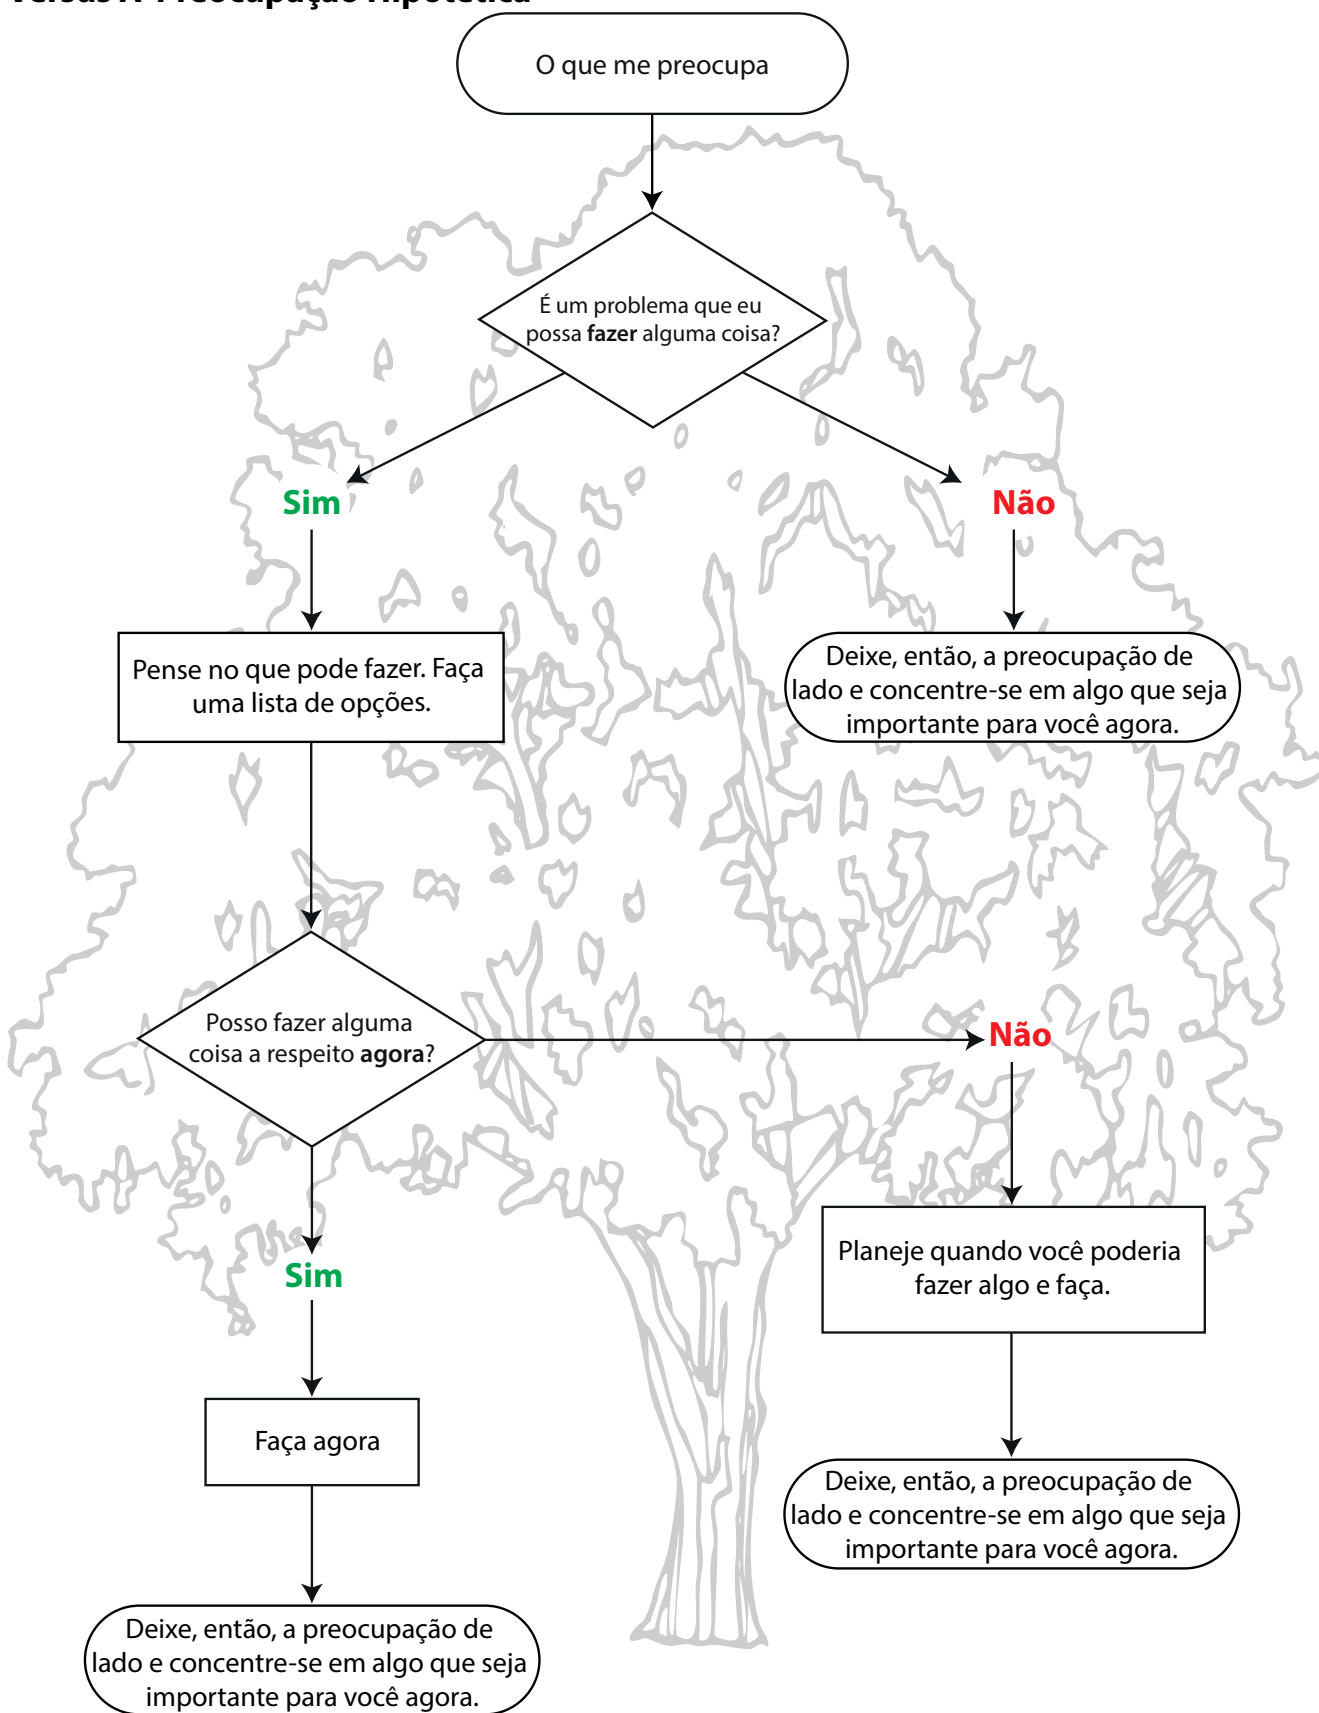 Versus A Preocupação Hipotética
O que me preocupa
É um problema que eu
possa fazer alguma coisa?
Sim
Não
Pense no que pode fazer. Faça
uma lista de opções.
Deixe, então, a preocupação de
lado e concentre-se em algo que seja
importante para você agora.
Posso fazer alguma
coisa a respeito agora?
Não
Sim
Planeje quando você poderia
fazer algo e faça.
Faça agora
Deixe, então, a preocupação de
lado e concentre-se em algo que seja
importante para você agora.
Deixe, então, a preocupação de
lado e concentre-se em algo que seja
importante para você agora.